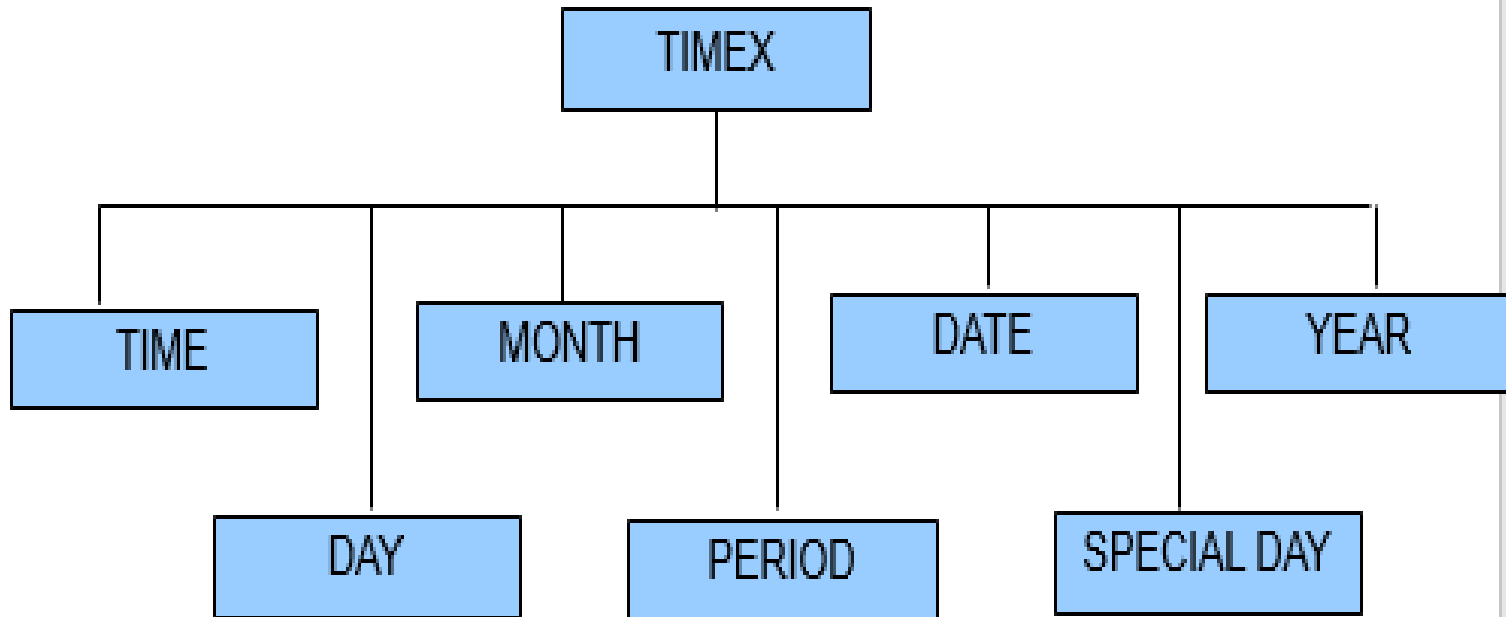 TIMEX
TIME
MONTH
DATE
YEAR
DAY
PERIOD
SPECIAL DAY